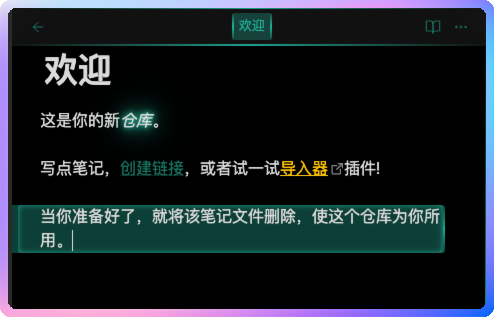 欢迎
欢迎
这是你的新仓库。
写点笔记，创建链接，或者试一试导入器插件!
当你准备好了，就将该笔记文件删除，使这个仓库为你所
用。